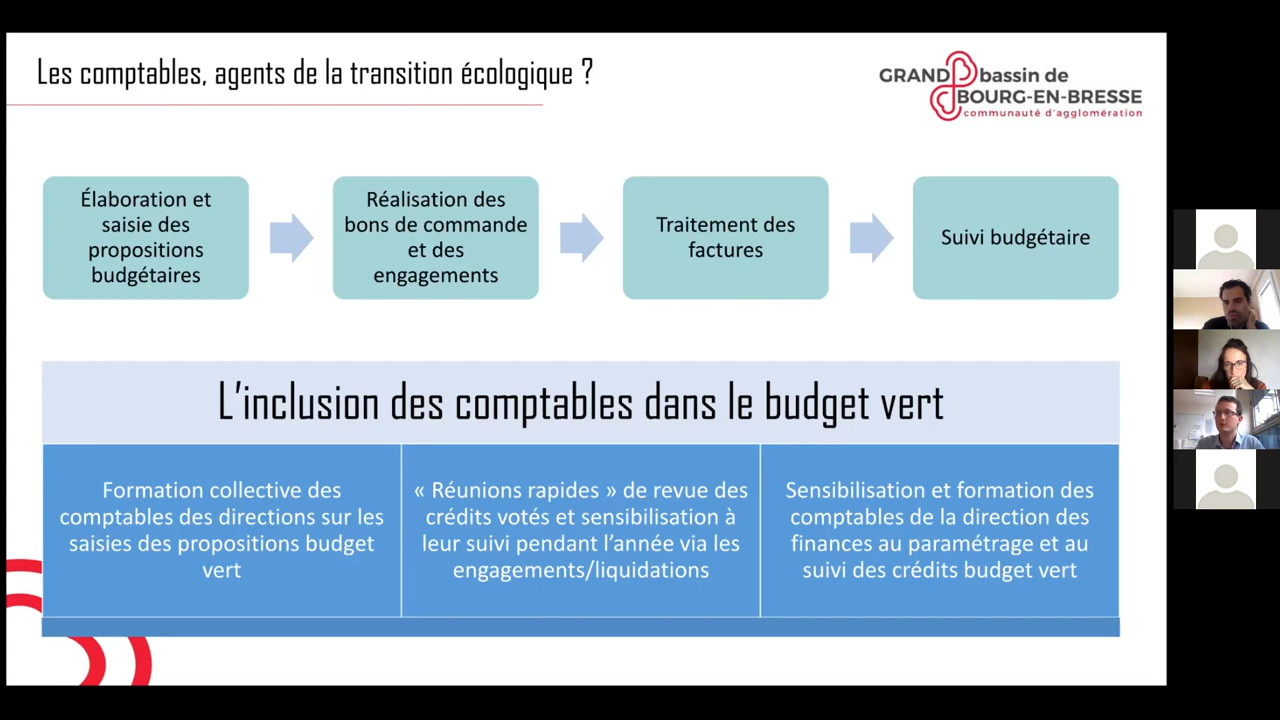 Les comptables, agents de la transition écologique ?
GRAND bassin de
BOURG-EN-BRESSE
communauté d'agglomération
Élaboration et
saisie des
propositions
budgétaires
Réalisation des
bons de commande
et des
engagements
Traitement des
factures
Suivi budgétaire
L'inclusion des comptables dans le budget vert
Formation collective des
comptables des directions sur les
saisies des propositions budget
vert
« Réunions rapides » de revue des
crédits votés et sensibilisation à
leur suivi pendant l'année via les
engagements/liquidations
Sensibilisation et formation des
comptables de la direction des
finances au paramétrage et au
suivi des crédits budget vert